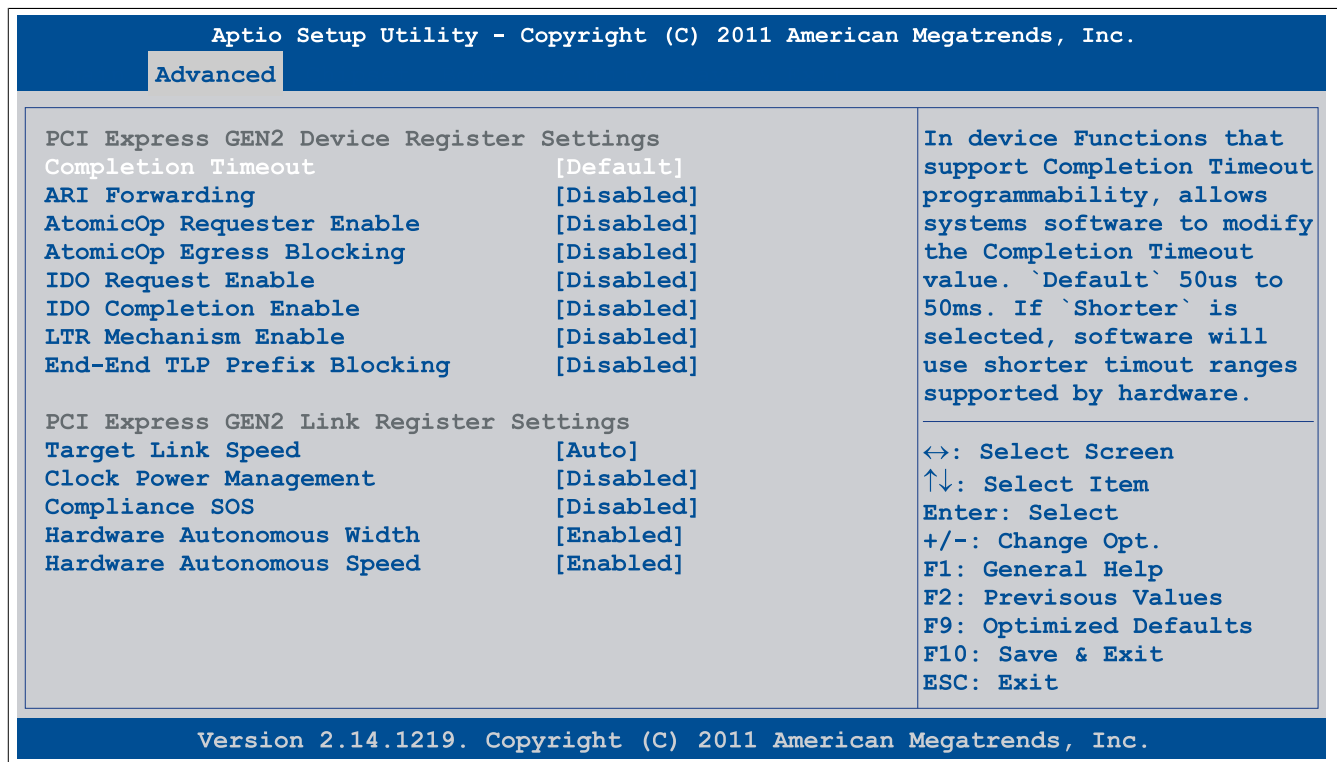 Aptio Setup Utility - Copyright (C) 2011 American Megatrends, Inc.
Advanced
PCI Express GEN2 Device Register Settings
Completion Timeout [Default]
ARI Forwarding [Disabled]
AtomicOp Requester Enable [Disabled]
AtomicOp Egress Blocking [Disabled]
IDO Request Enable [Disabled]
IDO Completion Enable [Disabled]
LTR Mechanism Enable [Disabled]
End-End TLP Prefix Blocking [Disabled]
PCI Express GEN2 Link Register Settings
Target Link Speed [Auto]
Clock Power Management [Disabled]
Compliance SOS [Disabled]
Hardware Autonomous Width [Enabled]
Hardware Autonomous Speed [Enabled]
In device Functions that
support Completion Timeout
programmability, allows
systems software to modify
the Completion Timeout
value. `Default` 50us to
50ms. If `Shorter` is
selected, software will
use shorter timout ranges
supported by hardware.
↔: Select Screen
↑↓: Select Item
Enter: Select
+/-: Change Opt.
F1: General Help
F2: Previsous Values
F9: Optimized Defaults
F10: Save & Exit
ESC: Exit
Version 2.14.1219. Copyright (C) 2011 American Megatrends, Inc.